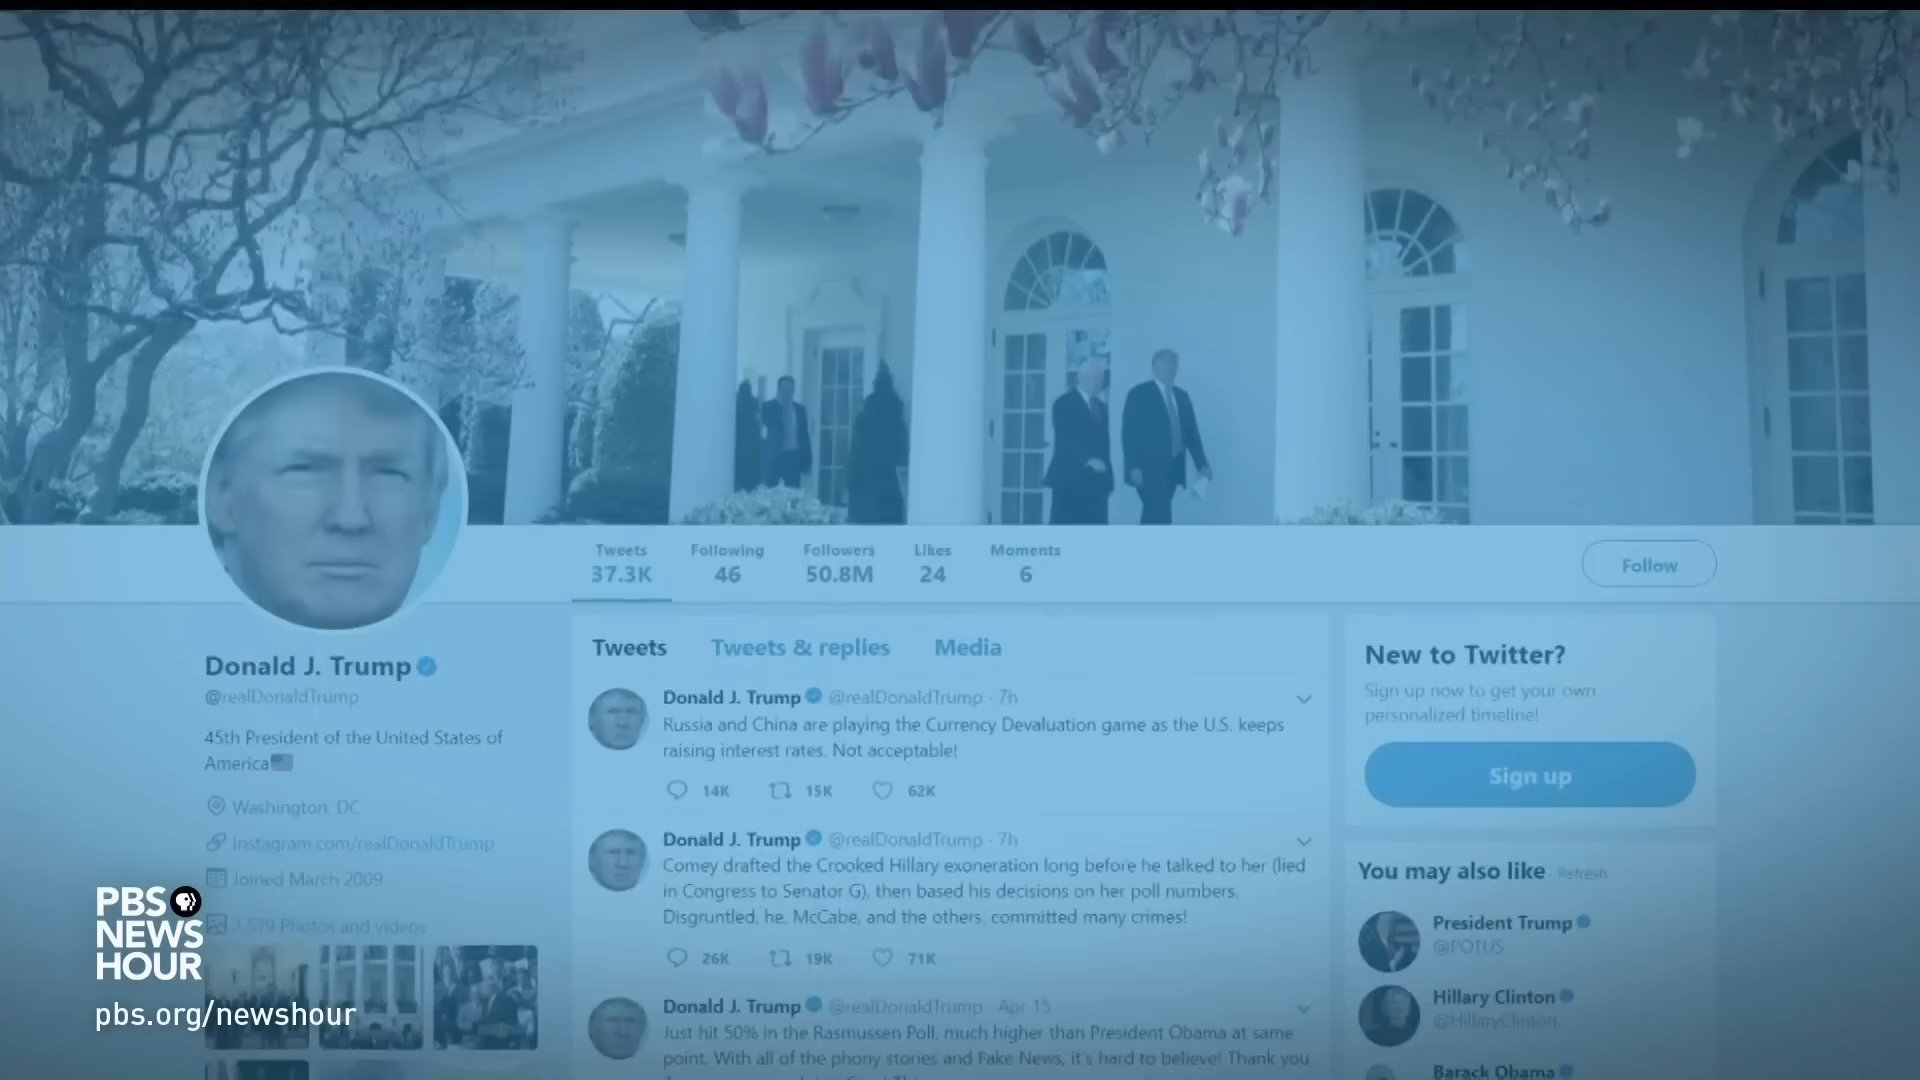 Tweets
37.3K
Following
46
Followers
50.8M
Likes
24
Moments
6
Follow
Donald J. Trump
@realDonaldTrump
45th President of the United States of
America
Washington, DC
Instagram.com/realDonaldTrump
Joined March 2009
2,579 Photos and videos
Tweets
Tweets & replies
Media
Donald J. Trump @realDonaldTrump · 7h
Russia and China are playing the Currency Devaluation game as the U.S. keeps
raising interest rates. Not acceptable!
14K 15K 62K
Donald J. Trump @realDonaldTrump · 7h
Comey drafted the Crooked Hillary exoneration long before he talked to her (lied
in Congress to Senator G), then based his decisions on her poll numbers.
Disgruntled, he, McCabe, and the others, committed many crimes!
26K 19K 71K
Donald J. Trump @realDonaldTrump · Apr 15
Just hit 50% in the Rasmussen Poll, much higher than President Obama at same
point. With all of the phony stories and Fake News, it's hard to believe! Thank you
New to Twitter?
Sign up now to get your own
personalized timeline!
Sign up
You may also like · Refresh
President Trump
@POTUS
Hillary Clinton
@HillaryClinton
Barack Obama
PBS
NEWS
HOUR
pbs.org/newshour